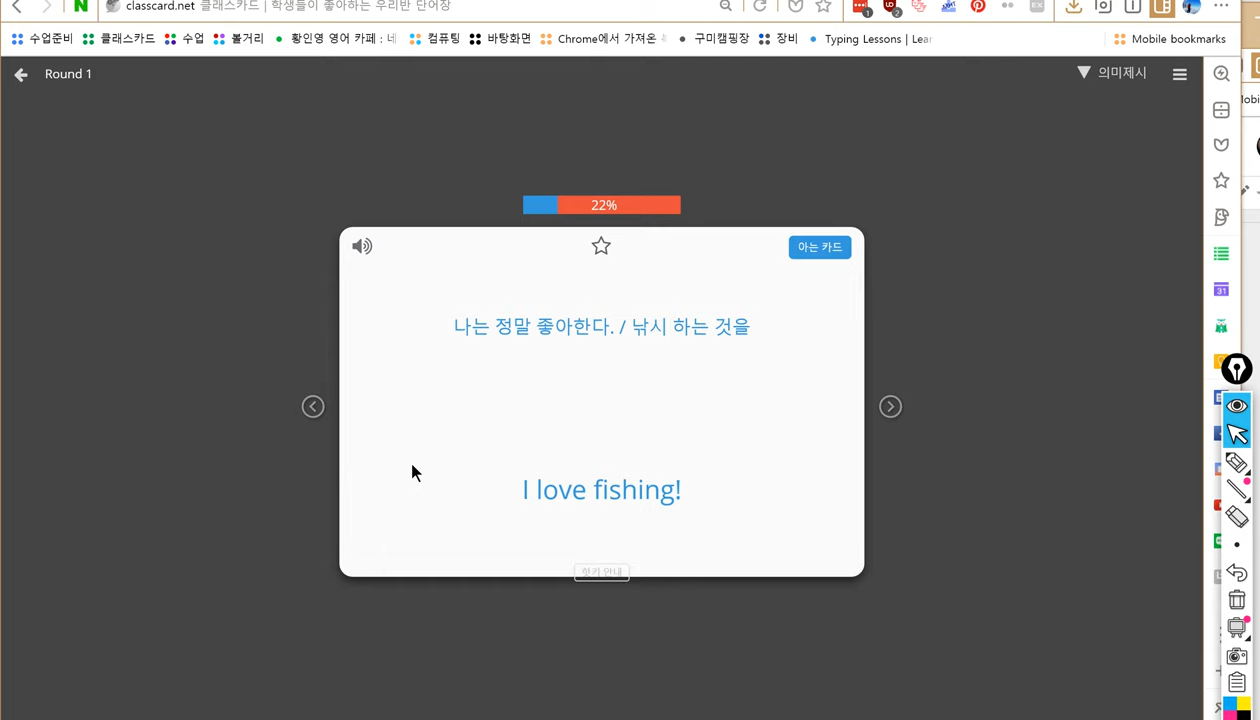 classcard.net 클래스카드 | 학생들이 좋아하는 우리반 단어장
수업준비 클래스카드 수업 볼거리 황인영 영어 카페 : 네 컴퓨팅 바탕화면 Chrome에서 가져온 구미캠핑장 장비 Typing Lessons | Lear Mobile bookmarks
Round 1
▼ 의미제시
22%
아는 카드
나는 정말 좋아한다. / 낚시 하는 것을
I love fishing!
핫키 안내
31